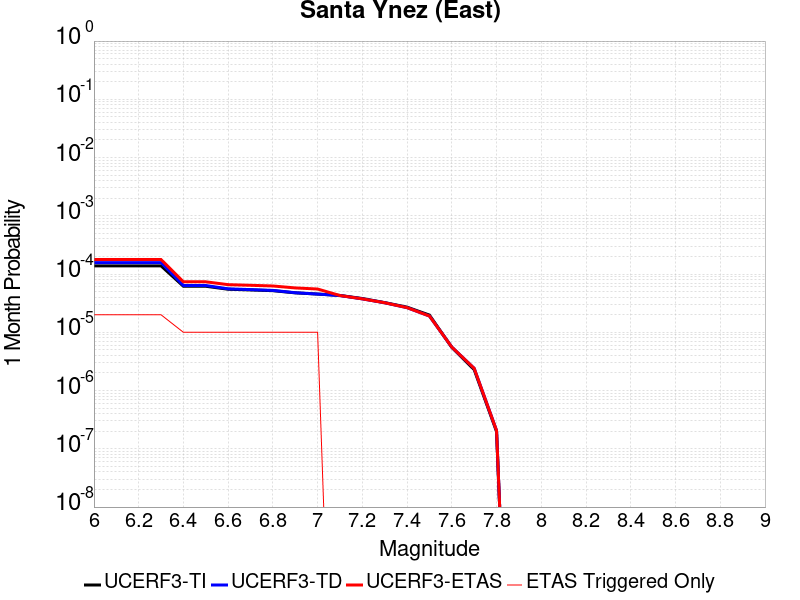 Santa Ynez (East)
10^0
10^-1
10^-2
10^-3
10^-4
10^-5
10^-6
10^-7
10^-8
1 Month Probability
6 6.2 6.4 6.6 6.8 7 7.2 7.4 7.6 7.8 8 8.2 8.4 8.6 8.8 9
Magnitude
UCERF3-TI UCERF3-TD UCERF3-ETAS ETAS Triggered Only